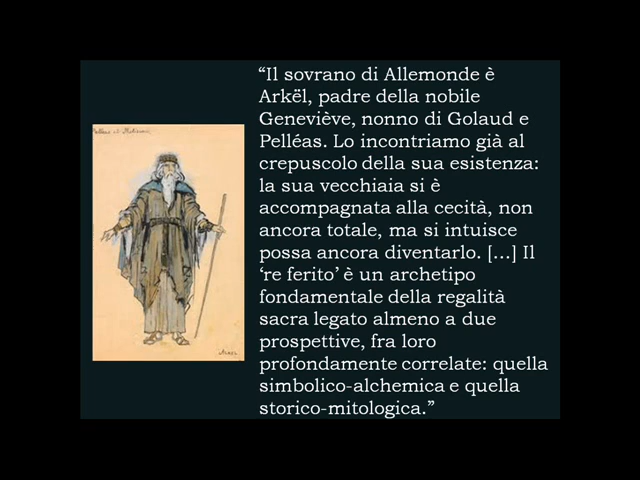 “Il sovrano di Allemonde è
Arkël, padre della nobile
Geneviève, nonno di Golaud e
Pelléas. Lo incontriamo già al
crepuscolo della sua esistenza:
la sua vecchiaia si è
accompagnata alla cecità, non
ancora totale, ma si intuisce
possa ancora diventarlo. [...] Il
‘re ferito’ è un archetipo
fondamentale della regalità
sacra legato almeno a due
prospettive, fra loro
profondamente correlate: quella
simbolico-alchemica e quella
storico-mitologica.”